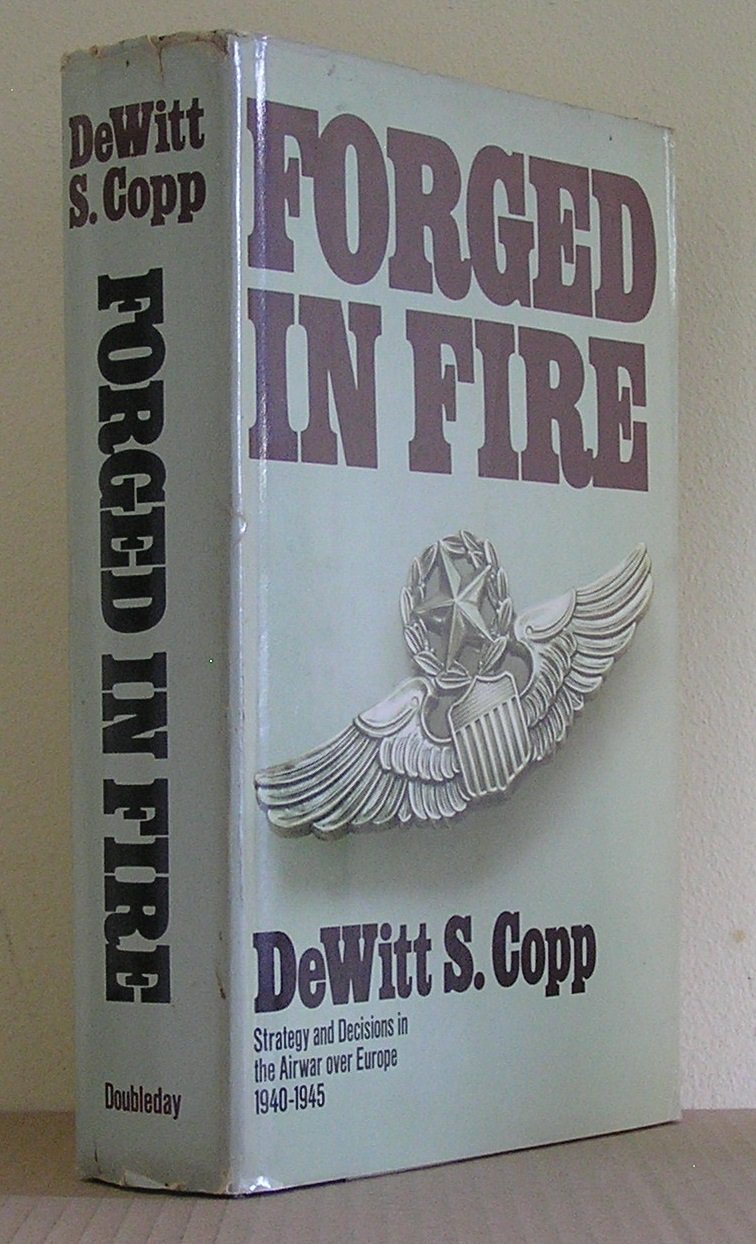 DeWitt
S. Copp
FORGED IN FIRE
Doubleday
FORGED
IN FIRE
DeWitt S. Copp
Strategy and Decisions in
the Airwar over Europe
1940-1945